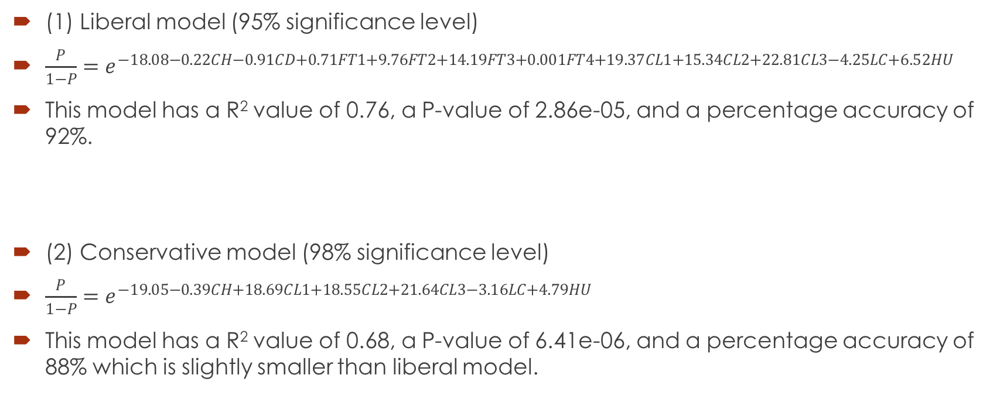 (1) Liberal model (95% significance level)
P/(1−P) = e^(−18.08−0.22CH−0.91CD+0.71FT1+9.76FT2+14.19FT3+0.001FT4+19.37CL1+15.34CL2+22.81CL3−4.25LC+6.52HU)
This model has a R² value of 0.76, a P-value of 2.86e-05, and a percentage accuracy of
92%.
(2) Conservative model (98% significance level)
P/(1−P) = e^(−19.05−0.39CH+18.69CL1+18.55CL2+21.64CL3−3.16LC+4.79HU)
This model has a R² value of 0.68, a P-value of 6.41e-06, and a percentage accuracy of
88% which is slightly smaller than liberal model.